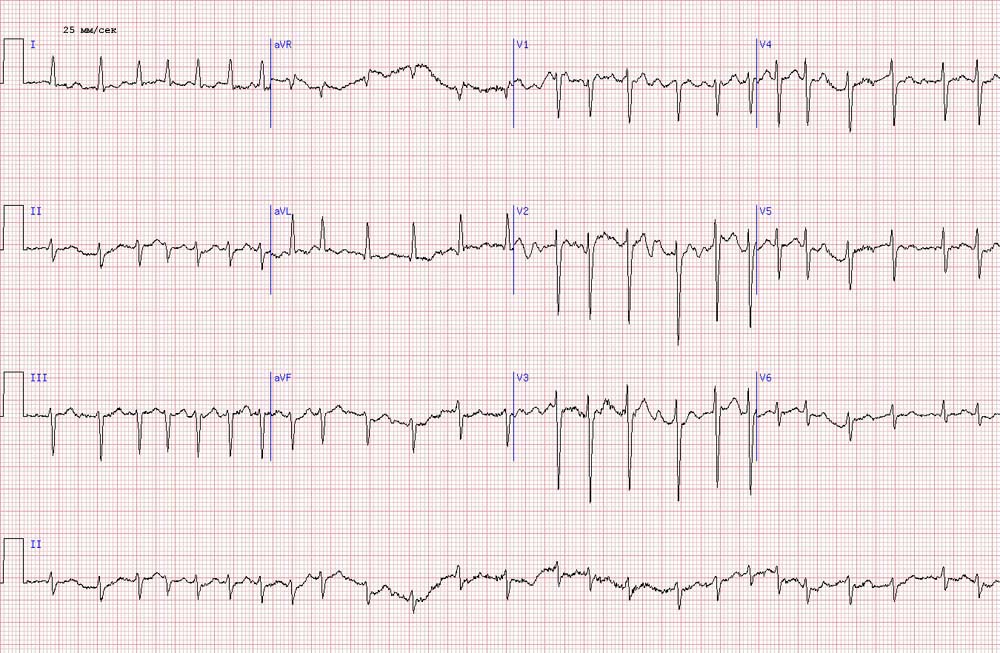 25 мм/сек
I aVR V1 V4
II aVL V2 V5
III aVF V3 V6
II